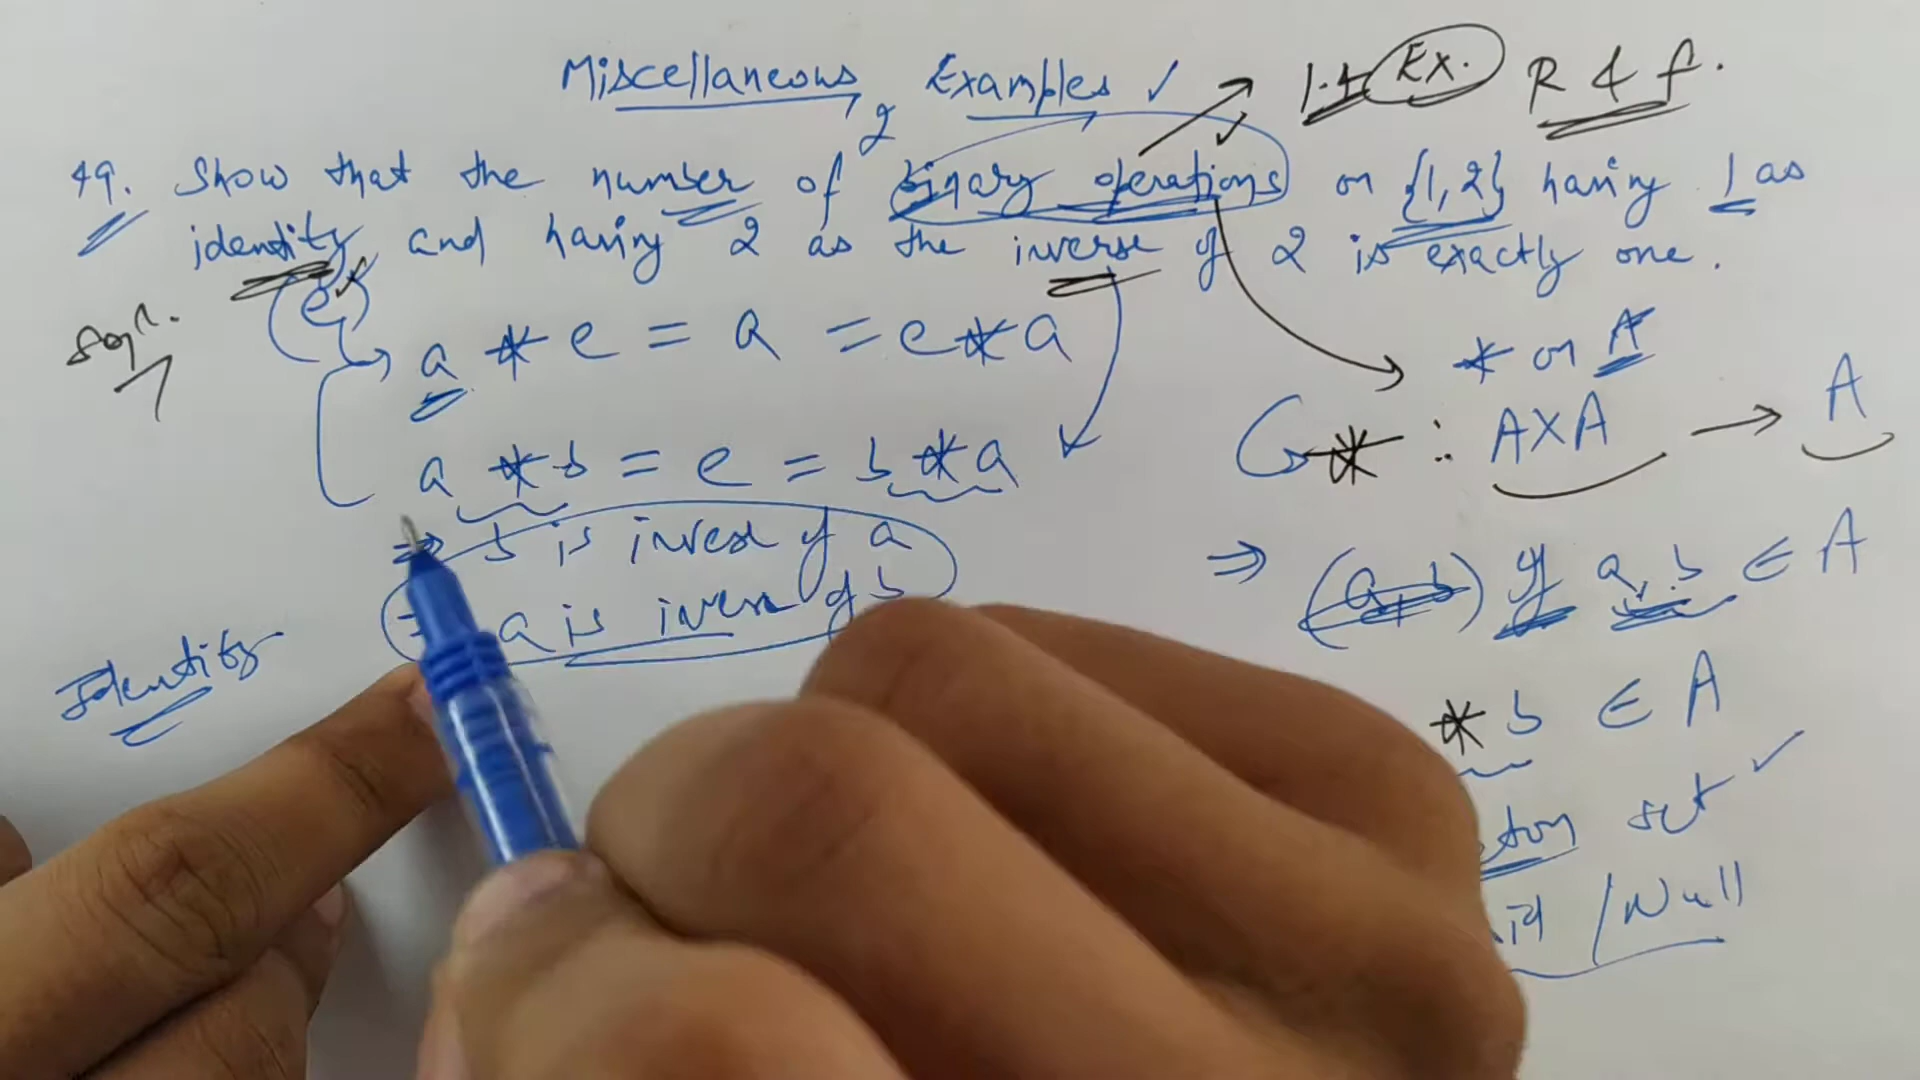 Miscellaneous Examples ✓ 1.4 Ex. R & f.
49. Show that the number of binary operations on {1,2} having 1 as
identity and having 2 as the inverse of 2 is exactly one.
(e)
Soln.
a * e = a = e * a
* on A
* : A×A → A
a * b = e = b * a
⇒ b is inverse of a
⇒ (a, b) if a, b ∈ A
a is inverse of b
Identity
* b ∈ A
set ✓
/Null